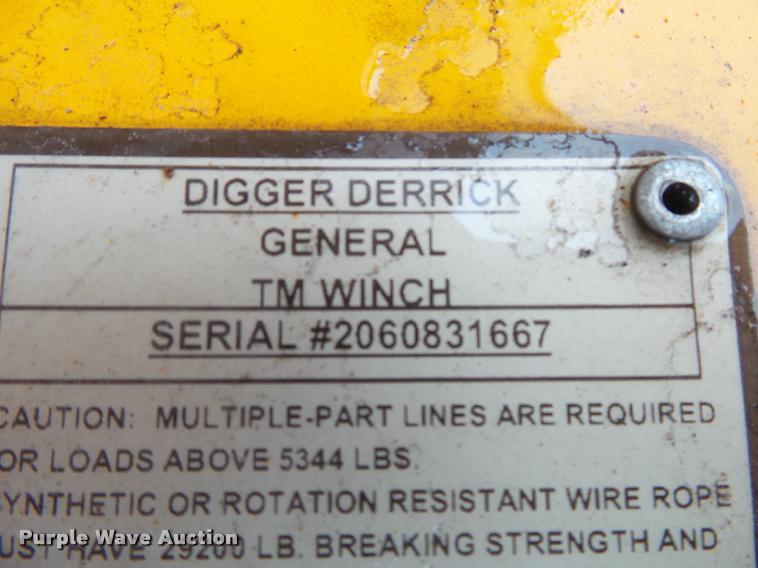 DIGGER DERRICK
GENERAL
TM WINCH
SERIAL #2060831667
CAUTION: MULTIPLE-PART LINES ARE REQUIRED
OR LOADS ABOVE 5344 LBS.
SYNTHETIC OR ROTATION RESISTANT WIRE ROPE
UST HAVE 29200 LB. BREAKING STRENGTH AND
Purple Wave Auction